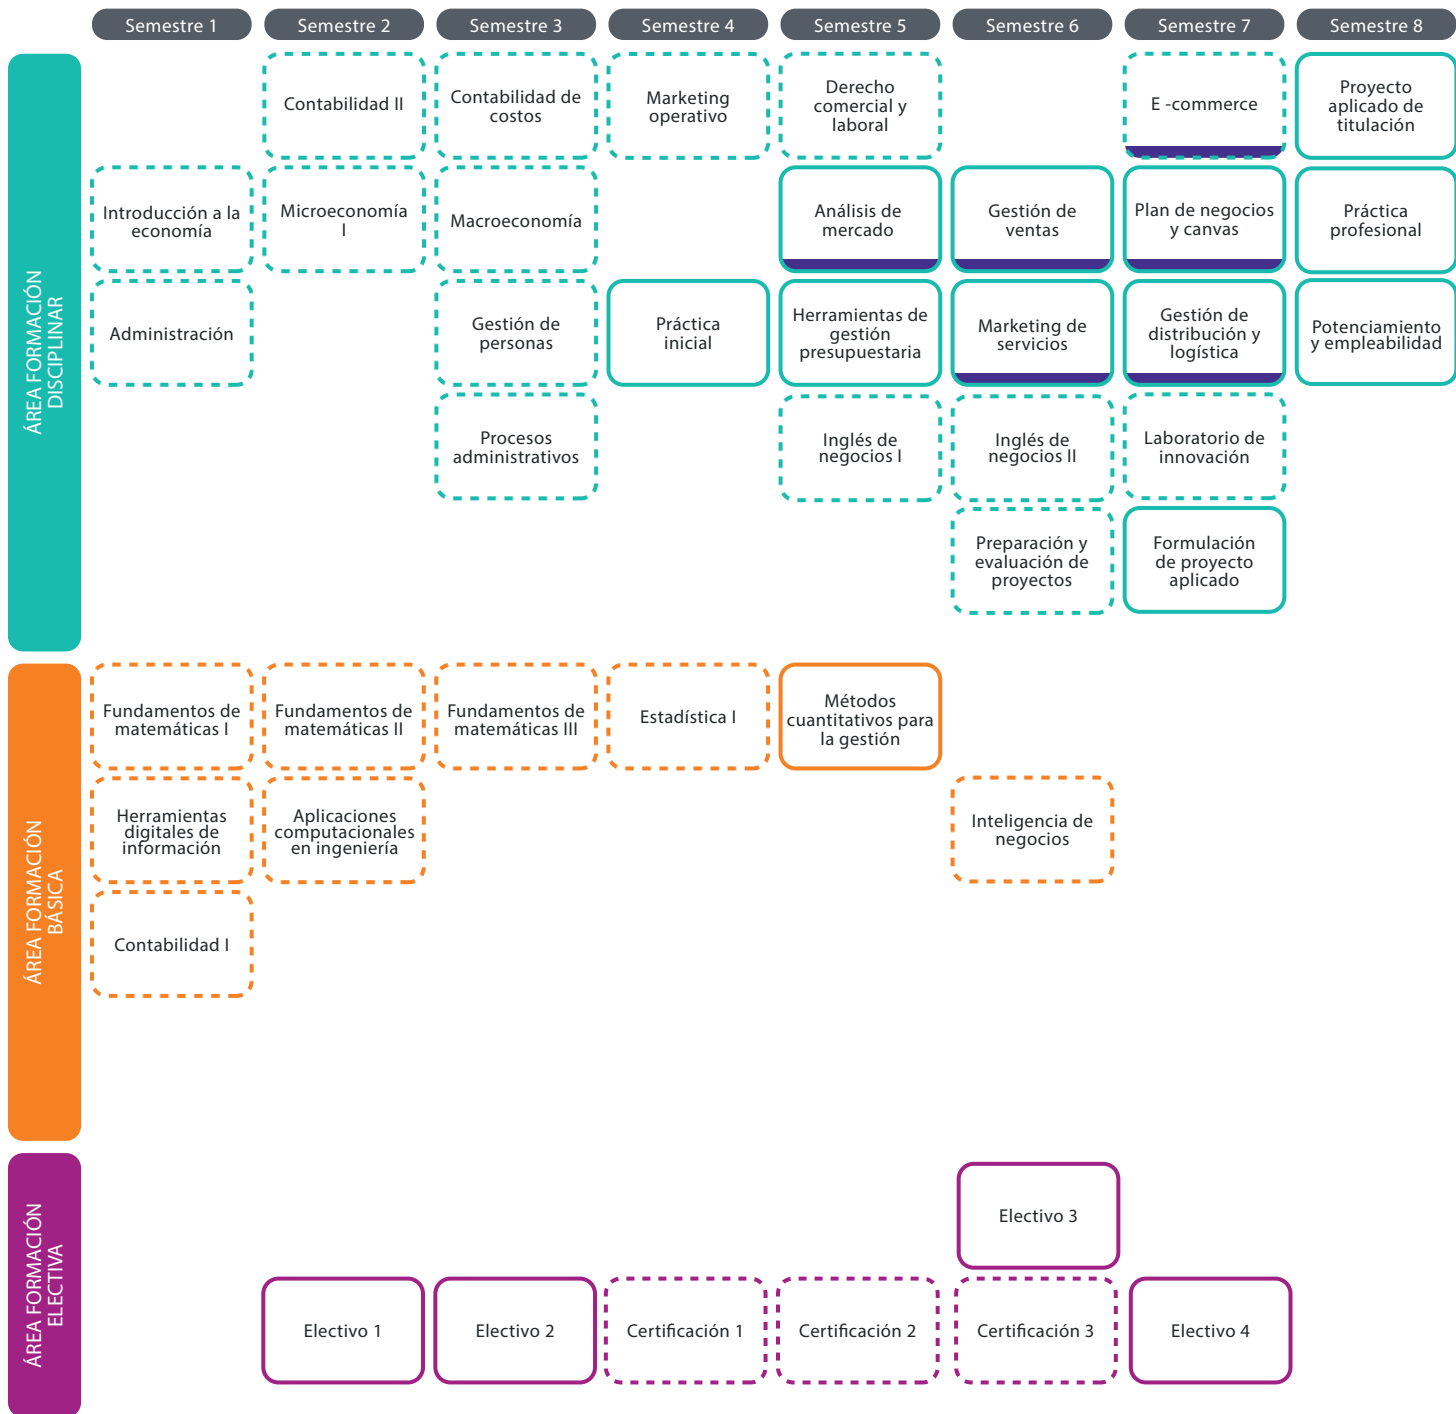 Semestre 1
Semestre 2
Semestre 3
Semestre 4
Semestre 5
Semestre 6
Semestre 7
Semestre 8
ÁREA FORMACIÓN
DISCIPLINAR
Contabilidad II
Contabilidad de
costos
Marketing
operativo
Derecho
comercial y
laboral
E -commerce
Proyecto
aplicado de
titulación
Introducción a la
economía
Microeconomía
I
Macroeconomía
Análisis de
mercado
Gestión de
ventas
Plan de negocios
y canvas
Práctica
profesional
Administración
Gestión de
personas
Práctica
inicial
Herramientas de
gestión
presupuestaria
Marketing de
servicios
Gestión de
distribución y
logística
Potenciamiento
y empleabilidad
Procesos
administrativos
Inglés de
negocios I
Inglés de
negocios II
Laboratorio de
innovación
Preparación y
evaluación de
proyectos
Formulación
de proyecto
aplicado
ÁREA FORMACIÓN
BÁSICA
Fundamentos de
matemáticas I
Fundamentos de
matemáticas II
Fundamentos de
matemáticas III
Estadística I
Métodos
cuantitativos para
la gestión
Herramientas
digitales de
información
Aplicaciones
computacionales
en ingeniería
Inteligencia de
negocios
Contabilidad I
ÁREA FORMACIÓN
ELECTIVA
Electivo 3
Electivo 1
Electivo 2
Certificación 1
Certificación 2
Certificación 3
Electivo 4